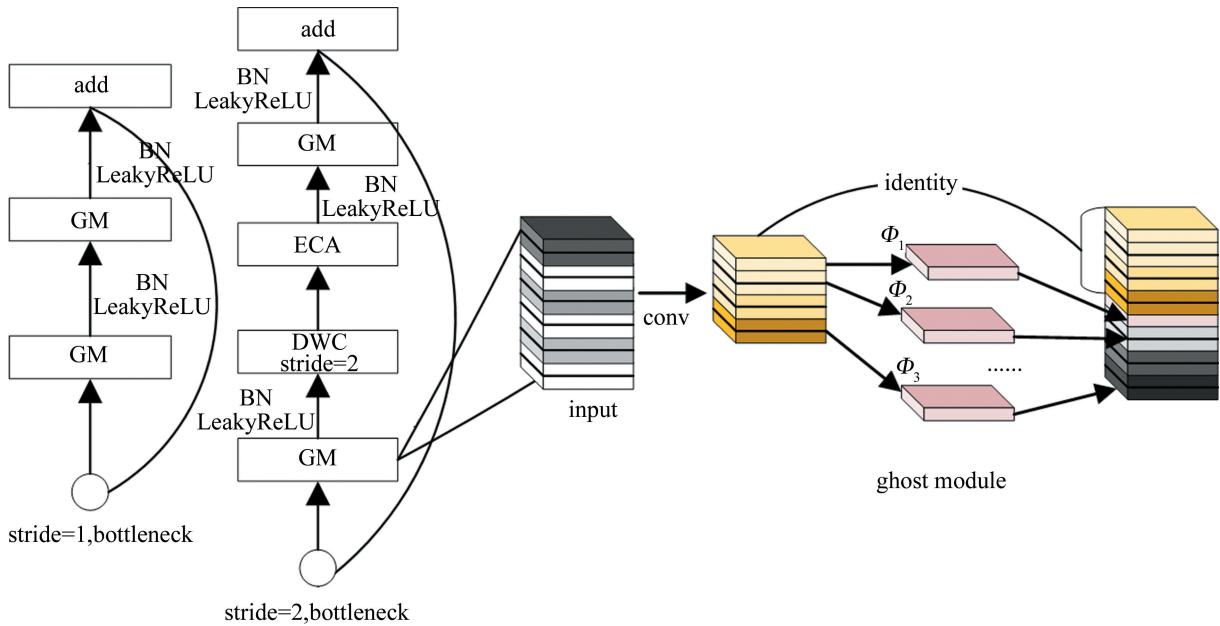 add
BN
LeakyReLU
GM
BN
LeakyReLU
GM
stride=1,bottleneck
add
BN
LeakyReLU
GM
BN
LeakyReLU
ECA
DWC
stride=2
BN
LeakyReLU
GM
stride=2,bottleneck
input
conv
identity
Φ1
Φ2
Φ3
......
ghost module